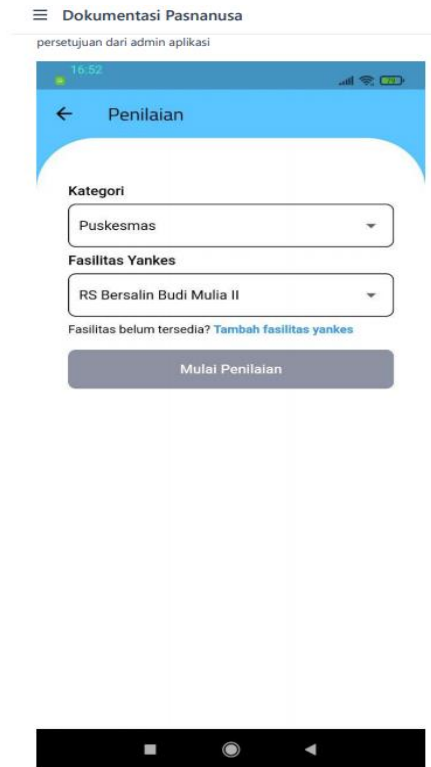 Dokumentasi Pasnanusa
persetujuan dari admin aplikasi
16:52
Penilaian
Kategori
Puskesmas
Fasilitas Yankes
RS Bersalin Budi Mulia II
Fasilitas belum tersedia? Tambah fasilitas yankes
Mulai Penilaian